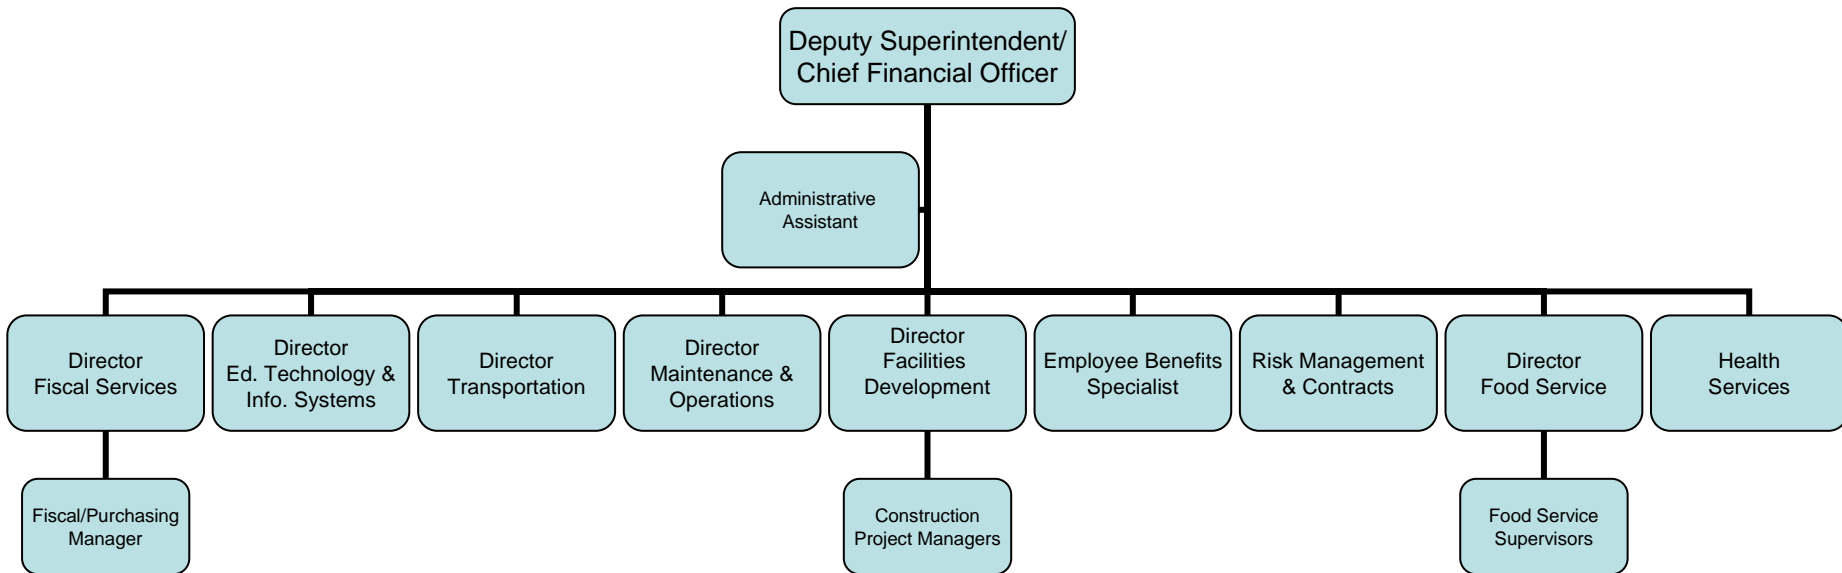 Deputy Superintendent/
Chief Financial Officer
Administrative
Assistant
Director
Fiscal Services
Director
Ed. Technology &
Info. Systems
Director
Transportation
Director
Maintenance &
Operations
Director
Facilities
Development
Employee Benefits
Specialist
Risk Management
& Contracts
Director
Food Service
Health
Services
Fiscal/Purchasing
Manager
Construction
Project Managers
Food Service
Supervisors